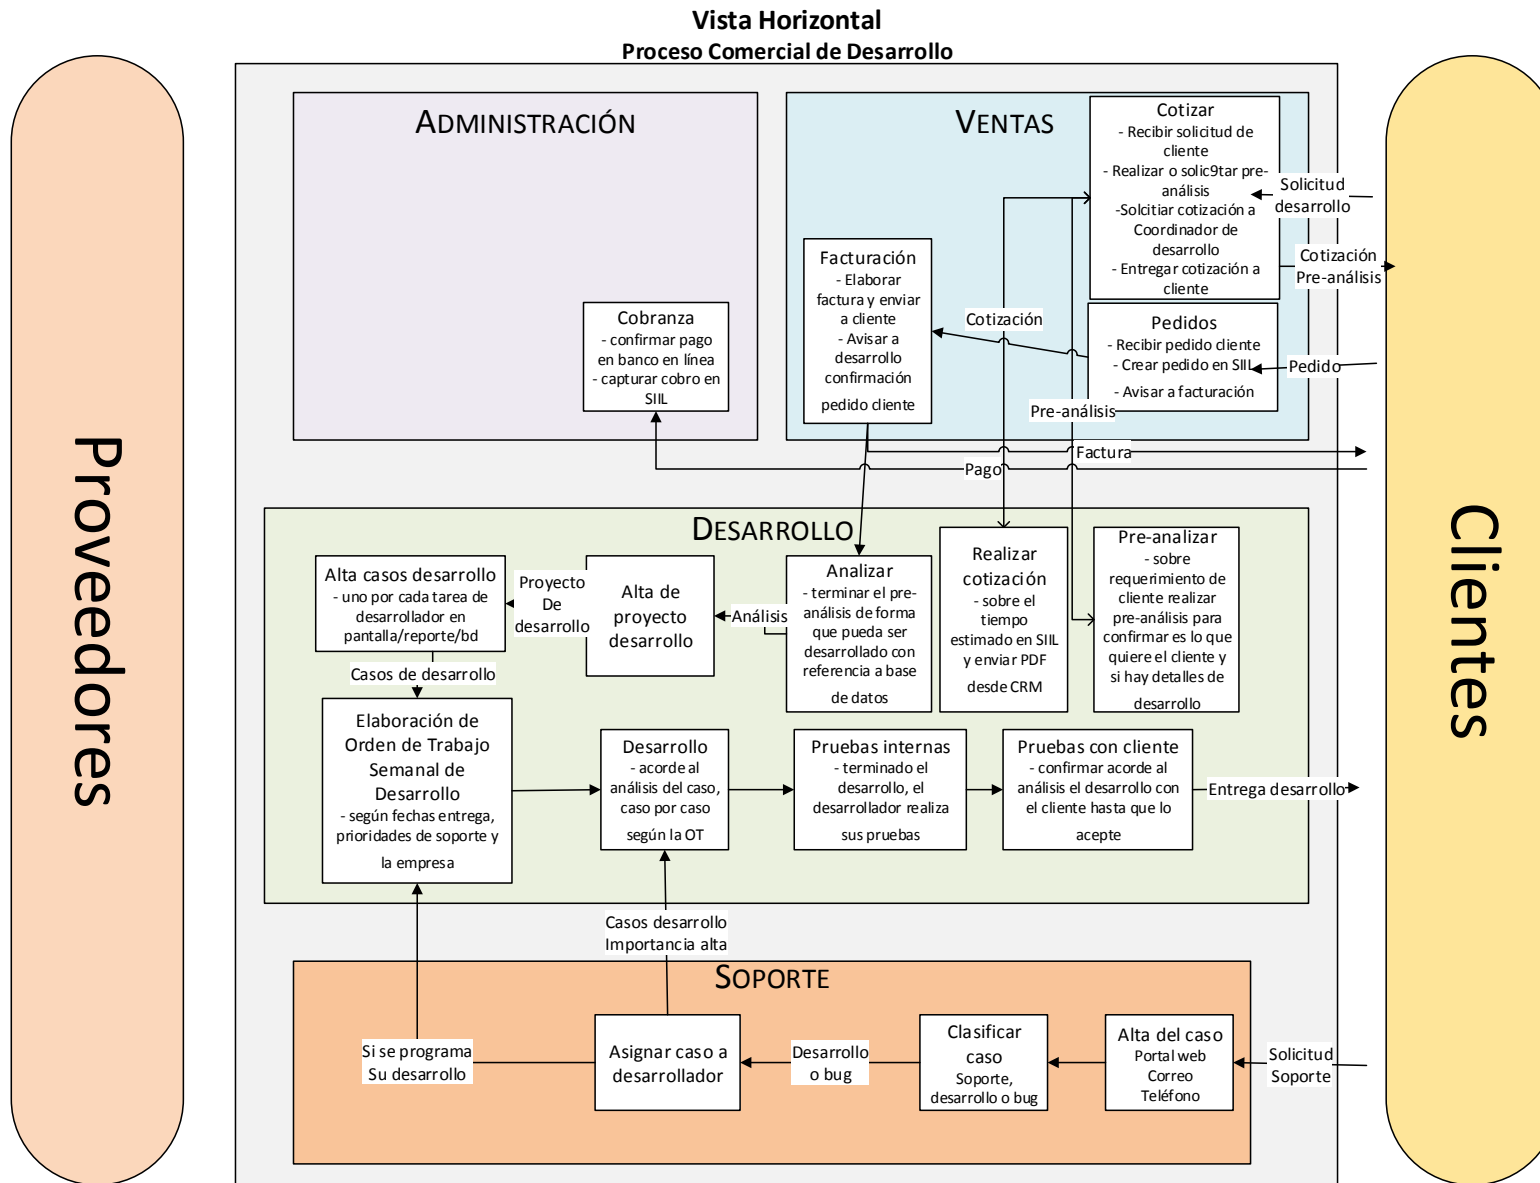 Vista Horizontal
Proceso Comercial de Desarrollo
Proveedores
Clientes
ADMINISTRACIÓN
Cobranza
- confirmar pago
en banco en línea
- capturar cobro en
SIIL
VENTAS
Cotizar
- Recibir solicitud de
cliente
- Realizar o solic9tar pre-
análisis
-Solcitiar cotización a
Coordinador de
desarrollo
- Entregar cotización a
cliente
Solicitud
desarrollo
Cotización
Pre-análisis
Facturación
- Elaborar
factura y enviar
a cliente
- Avisar a
desarrollo
confirmación
pedido cliente
Cotización
Pedidos
- Recibir pedido cliente
- Crear pedido en SIIL
- Avisar a facturación
Pedido
Pre-análisis
Factura
Pago
DESARROLLO
Alta casos desarrollo
- uno por cada tarea de
desarrollador en
pantalla/reporte/bd
Proyecto
De
desarrollo
Alta de
proyecto
desarrollo
Análisis
Analizar
- terminar el pre-
análisis de forma
que pueda ser
desarrollado con
referencia a base
de datos
Realizar
cotización
- sobre el
tiempo
estimado en SIIL
y enviar PDF
desde CRM
Pre-analizar
- sobre
requerimiento de
cliente realizar
pre-análisis para
confirmar es lo que
quiere el cliente y
si hay detalles de
desarrollo
Casos de desarrollo
Elaboración de
Orden de Trabajo
Semanal de
Desarrollo
- según fechas entrega,
prioridades de soporte y
la empresa
Desarrollo
- acorde al
análisis del caso,
caso por caso
según la OT
Pruebas internas
- terminado el
desarrollo, el
desarrollador realiza
sus pruebas
Pruebas con cliente
- confirmar acorde al
análisis el desarrollo con
el cliente hasta que lo
acepte
Entrega desarrollo
Casos desarrollo
Importancia alta
SOPORTE
Si se programa
Su desarrollo
Asignar caso a
desarrollador
Desarrollo
o bug
Clasificar
caso
Soporte,
desarrollo o bug
Alta del caso
Portal web
Correo
Teléfono
Solicitud
Soporte